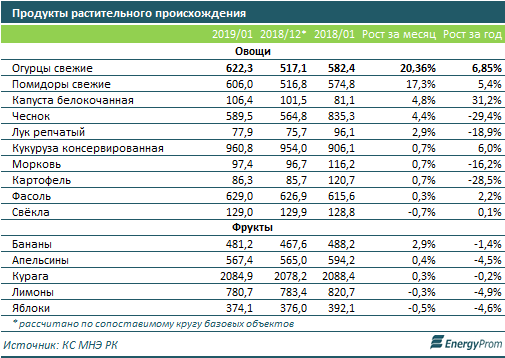 Продукты растительного происхождения
2019/01 2018/12* 2018/01 Рост за месяц Рост за год
Овощи
Огурцы свежие 622,3 517,1 582,4 20,36% 6,85%
Помидоры свежие 606,0 516,8 574,8 17,3% 5,4%
Капуста белокочанная 106,4 101,5 81,1 4,8% 31,2%
Чеснок 589,5 564,8 835,3 4,4% -29,4%
Лук репчатый 77,9 75,7 96,1 2,9% -18,9%
Кукуруза консервированная 960,8 954,0 906,1 0,7% 6,0%
Морковь 97,4 96,7 116,2 0,7% -16,2%
Картофель 86,3 85,7 120,7 0,7% -28,5%
Фасоль 629,0 626,9 615,6 0,3% 2,2%
Свёкла 129,0 129,9 128,8 -0,7% 0,1%
Фрукты
Бананы 481,2 467,6 488,2 2,9% -1,4%
Апельсины 567,4 565,0 594,2 0,4% -4,5%
Курага 2084,9 2078,2 2088,4 0,3% -0,2%
Лимоны 780,7 783,4 820,7 -0,3% -4,9%
Яблоки 374,1 376,0 392,1 -0,5% -4,6%
* рассчитано по сопоставимому кругу базовых объектов
Источник: КС МНЭ РК EnergyProm